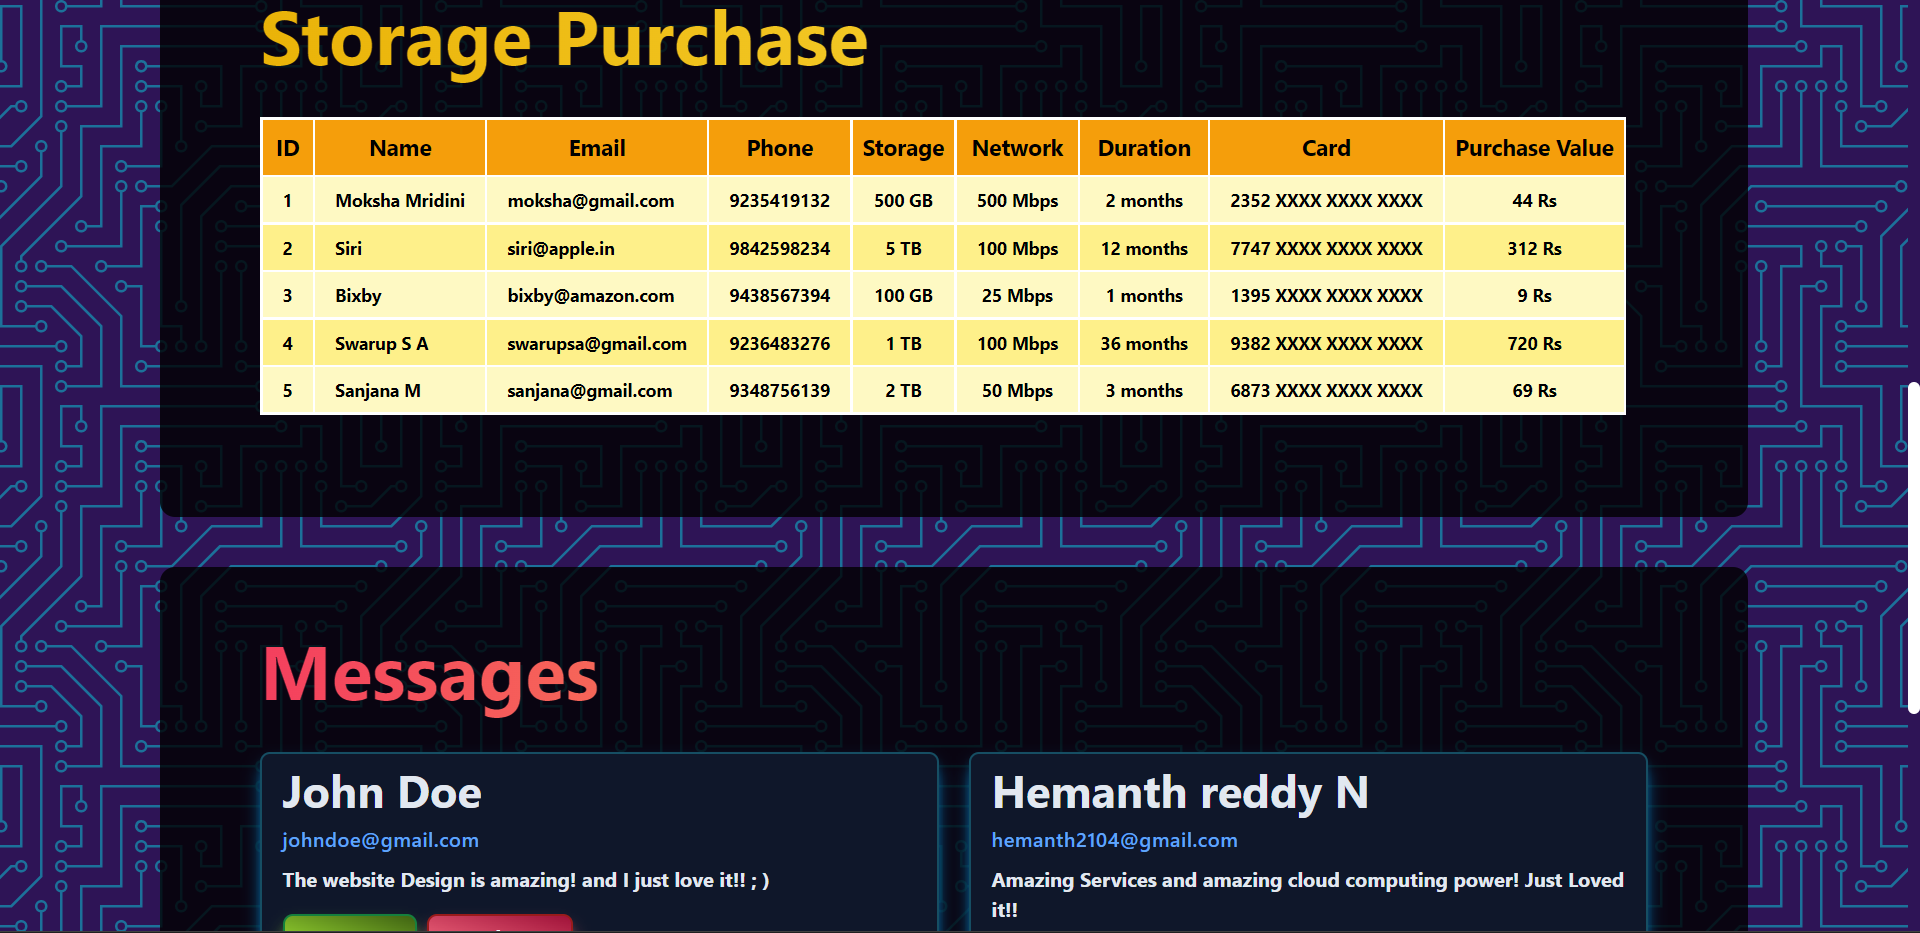 Storage Purchase
ID Name Email Phone Storage Network Duration Card Purchase Value
1 Moksha Mridini moksha@gmail.com 9235419132 500 GB 500 Mbps 2 months 2352 XXXX XXXX XXXX 44 Rs
2 Siri siri@apple.in 9842598234 5 TB 100 Mbps 12 months 7747 XXXX XXXX XXXX 312 Rs
3 Bixby bixby@amazon.com 9438567394 100 GB 25 Mbps 1 months 1395 XXXX XXXX XXXX 9 Rs
4 Swarup S A swarupsa@gmail.com 9236483276 1 TB 100 Mbps 36 months 9382 XXXX XXXX XXXX 720 Rs
5 Sanjana M sanjana@gmail.com 9348756139 2 TB 50 Mbps 3 months 6873 XXXX XXXX XXXX 69 Rs
Messages
John Doe
johndoe@gmail.com
The website Design is amazing! and I just love it!! ; )
Hemanth reddy N
hemanth2104@gmail.com
Amazing Services and amazing cloud computing power! Just Loved
it!!